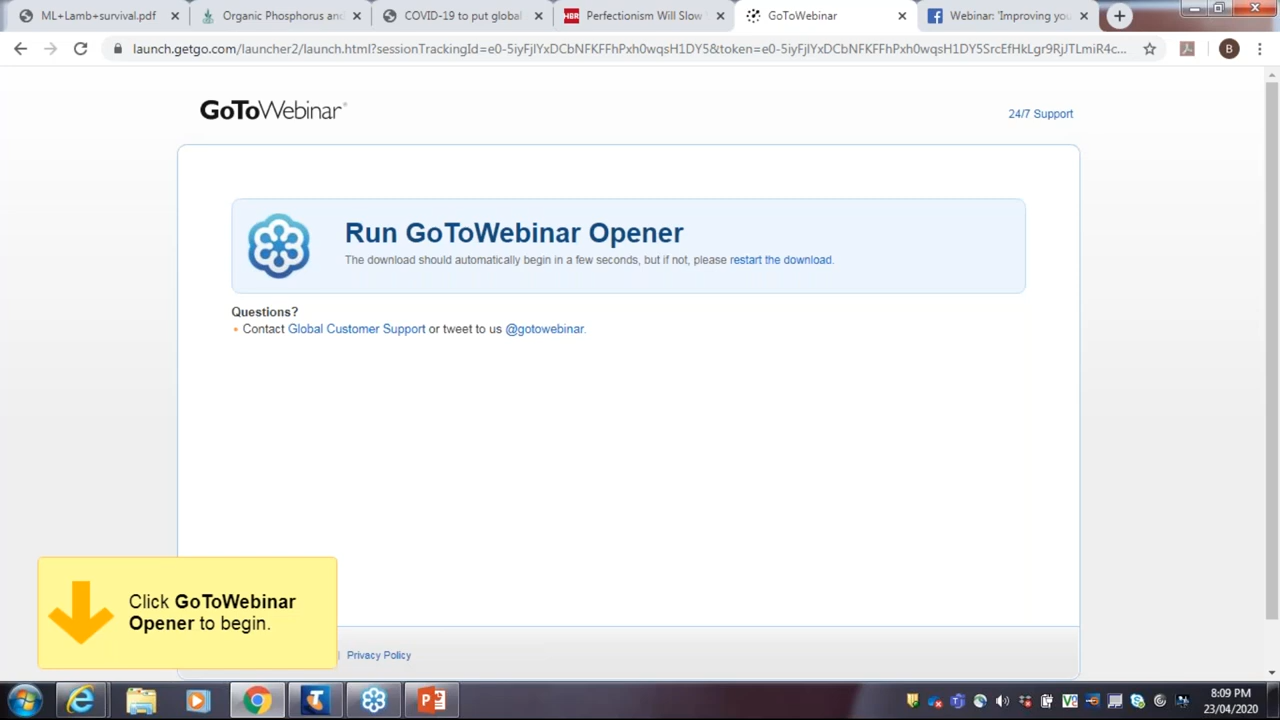 ML+Lamb+survival.pdf
Organic Phosphorus and
COVID-19 to put global
HBR
Perfectionism Will Slow
GoToWebinar
Webinar: 'Improving you
B
24/7 Support
GoToWebinar
Run GoToWebinar Opener
The download should automatically begin in a few seconds, but if not, please restart the download.
Questions?
Contact Global Customer Support or tweet to us @gotowebinar.
Click GoToWebinar
Opener to begin.
| Privacy Policy
8:09 PM
23/04/2020